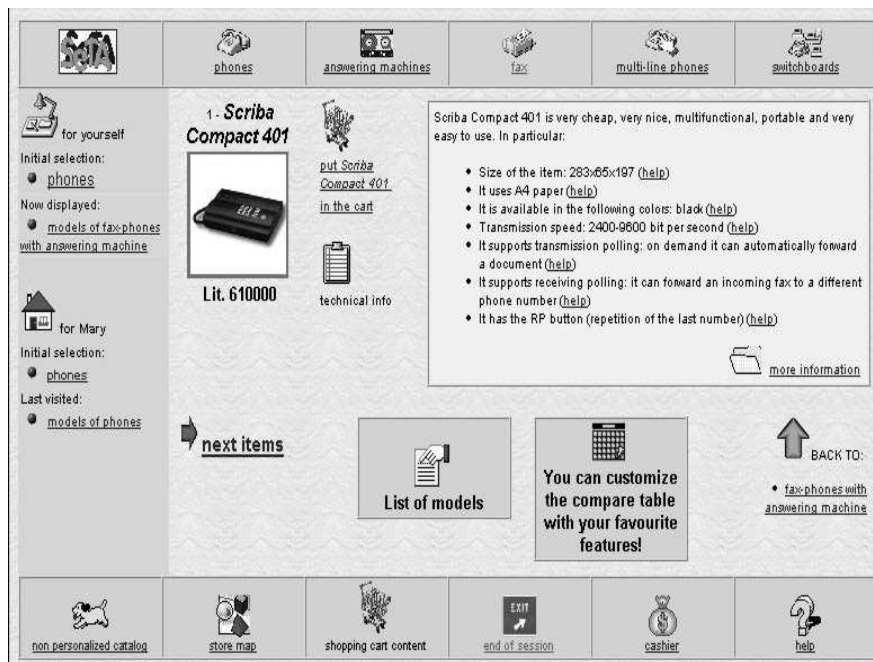 SeTA
phones
answering machines
fax
multi-line phones
switchboards
for yourself
Initial selection:
phones
Now displayed:
models of fax-phones
with answering machine
for Mary
Initial selection:
phones
Last visited:
models of phones
1 - Scriba
Compact 401
Lit. 610000
put Scriba
Compact 401
in the cart
technical info
Scriba Compact 401 is very cheap, very nice, multifunctional, portable and very
easy to use. In particular:
Size of the item: 283x65x197 (help)
It uses A4 paper (help)
It is available in the following colors: black (help)
Transmission speed: 2400-9600 bit per second (help)
It supports transmission polling: on demand it can automatically forward
a document (help)
It supports receiving polling: it can forward an incoming fax to a different
phone number (help)
It has the RP button (repetition of the last number) (help)
more information
next items
List of models
You can customize
the compare table
with your favourite
features!
BACK TO:
fax-phones with
answering machine
non personalized catalog
store map
shopping cart content
EXIT
end of session
cashier
help